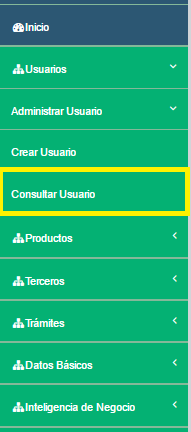 Inicio
Usuarios
Administrar Usuario
Crear Usuario
Consultar Usuario
Productos
Terceros
Trámites
Datos Básicos
Inteligencia de Negocio